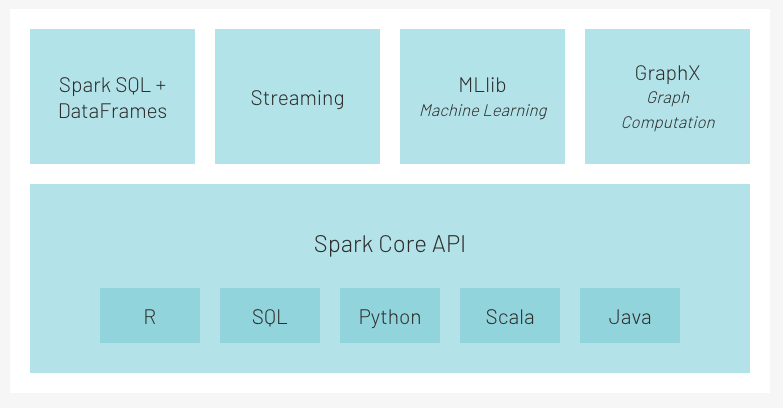 Spark SQL +
DataFrames
Streaming
MLlib
Machine Learning
GraphX
Graph
Computation
Spark Core API
R
SQL
Python
Scala
Java